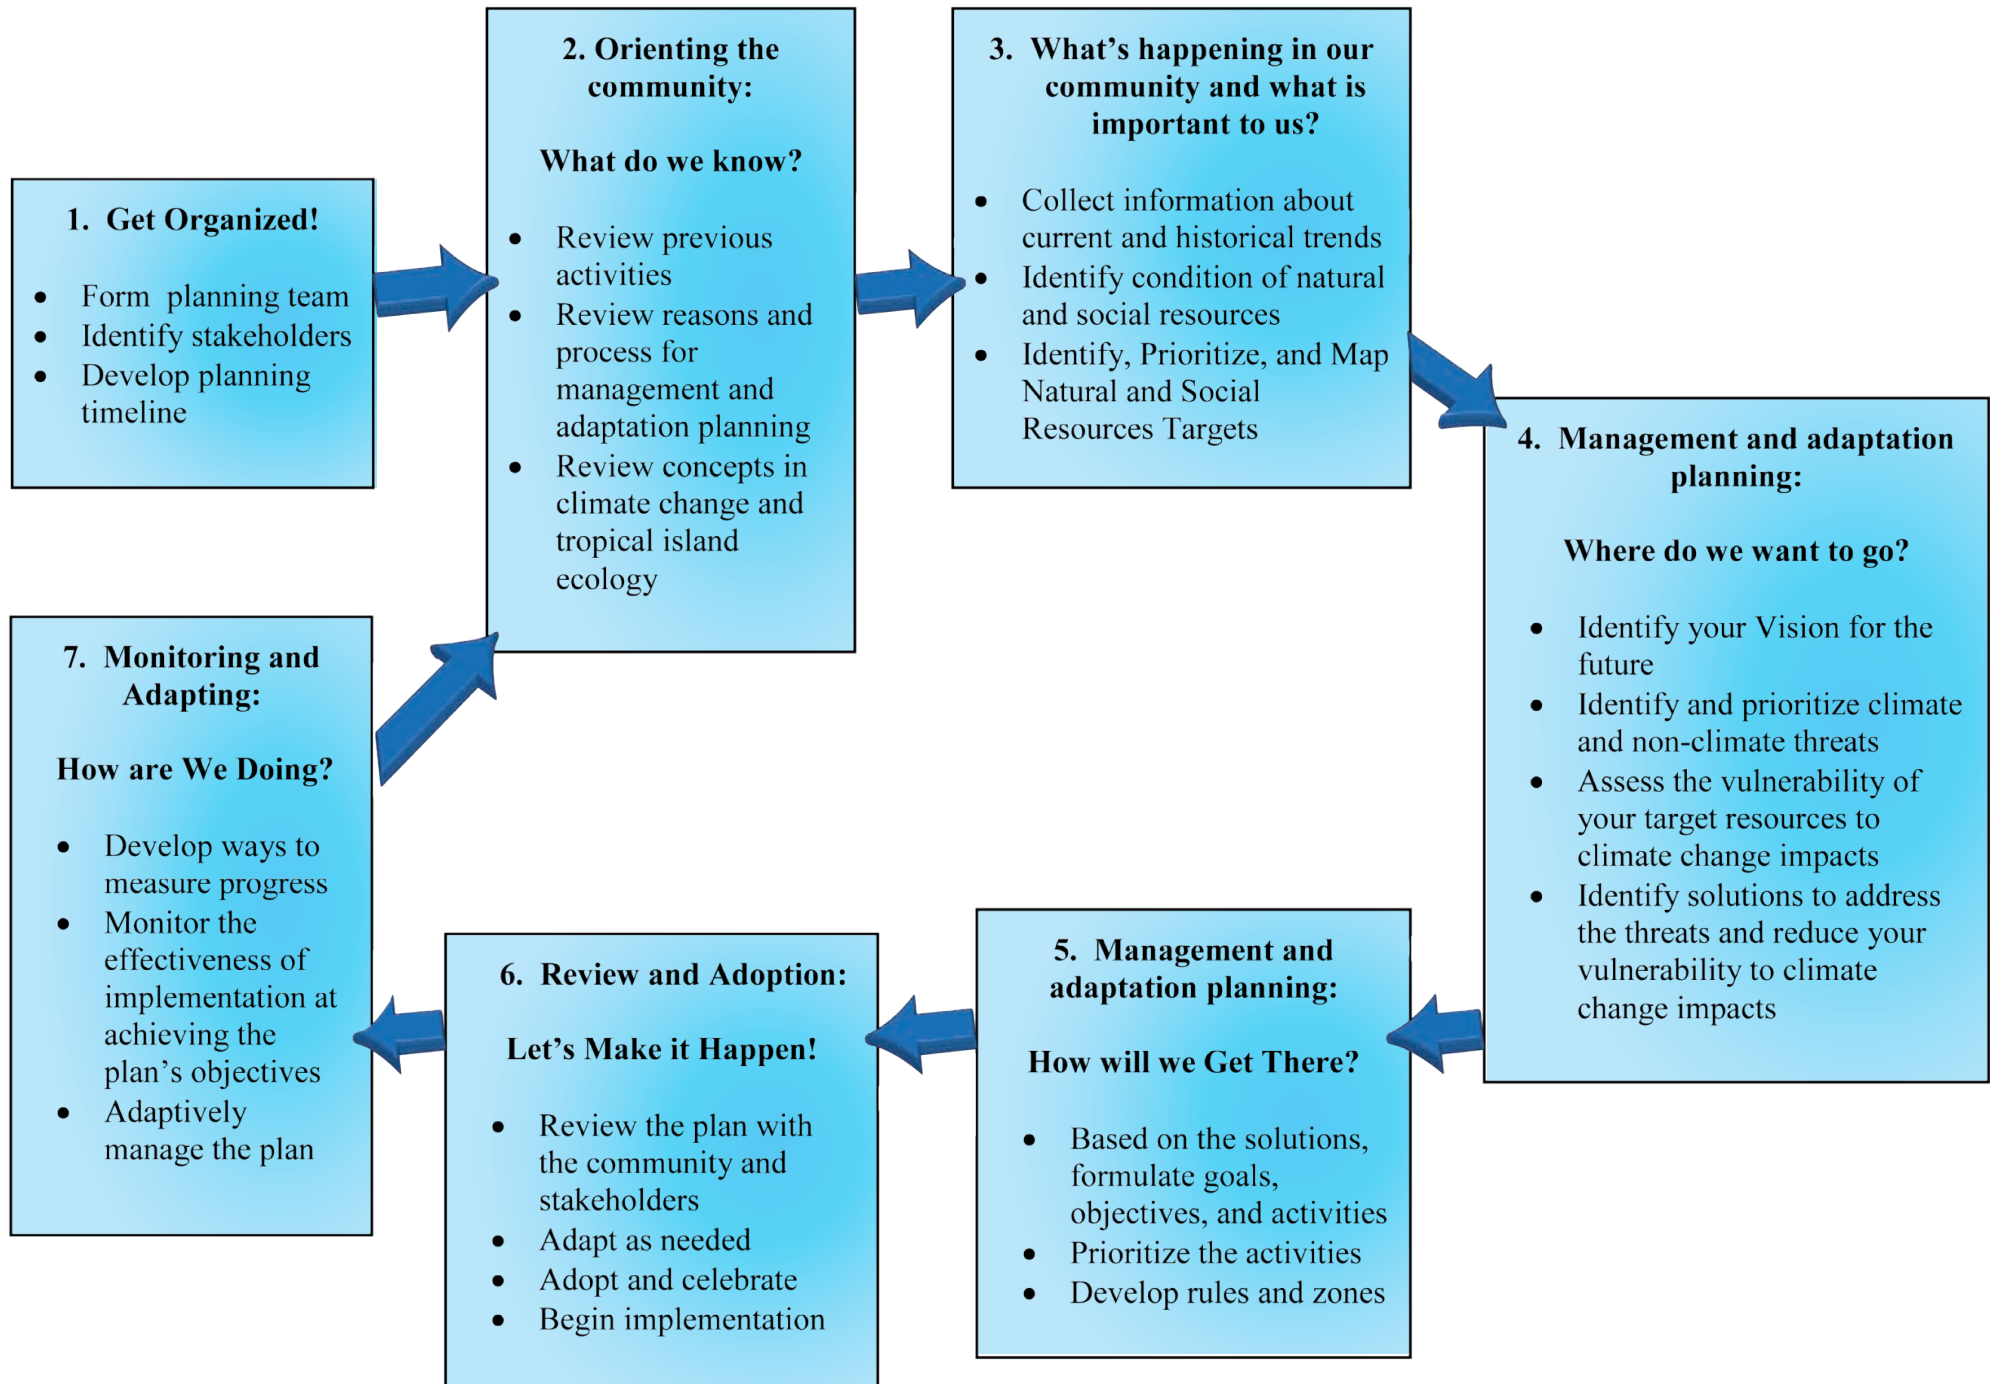 1. Get Organized!
• Form planning team
• Identify stakeholders
• Develop planning
timeline
2. Orienting the
community:
What do we know?
• Review previous
activities
• Review reasons and
process for
management and
adaptation planning
• Review concepts in
climate change and
tropical island
ecology
3. What’s happening in our
community and what is
important to us?
• Collect information about
current and historical trends
• Identify condition of natural
and social resources
• Identify, Prioritize, and Map
Natural and Social
Resources Targets
4. Management and adaptation
planning:
Where do we want to go?
• Identify your Vision for the
future
• Identify and prioritize climate
and non-climate threats
• Assess the vulnerability of
your target resources to
climate change impacts
• Identify solutions to address
the threats and reduce your
vulnerability to climate
change impacts
5. Management and
adaptation planning:
How will we Get There?
• Based on the solutions,
formulate goals,
objectives, and activities
• Prioritize the activities
• Develop rules and zones
6. Review and Adoption:
Let’s Make it Happen!
• Review the plan with
the community and
stakeholders
• Adapt as needed
• Adopt and celebrate
• Begin implementation
7. Monitoring and
Adapting:
How are We Doing?
• Develop ways to
measure progress
• Monitor the
effectiveness of
implementation at
achieving the
plan’s objectives
• Adaptively
manage the plan